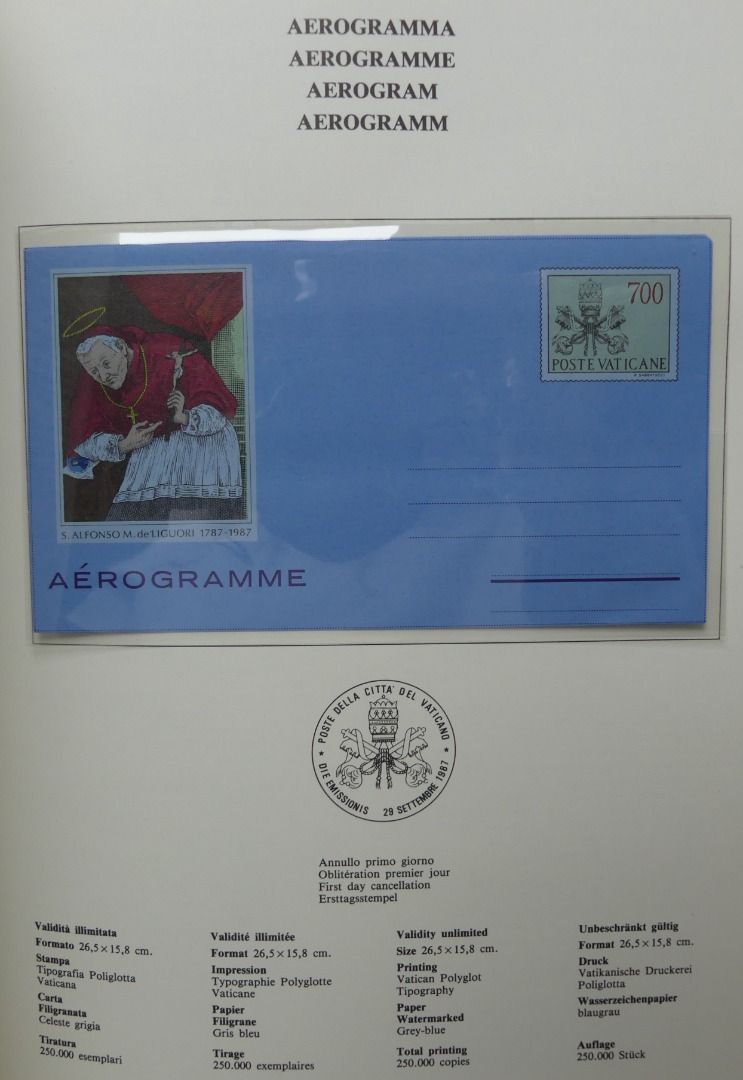 AEROGRAMMA
AEROGRAMME
AEROGRAM
AEROGRAMM
700
POSTE VATICANE
S. ALFONSO M. de'LIGUORI 1787-1987
AÉROGRAMME
POSTE DELLA CITTA' DEL VATICANO
DIE EMISSIONIS 29 SETTEMBRE 1987
Annullo primo giorno
Oblitération premier jour
First day cancellation
Ersttagsstempel
Validità illimitata
Formato 26,5 × 15,8 cm.
Stampa
Tipografia Poliglotta
Vaticana
Carta
Filigranata
Celeste grigia
Tiratura
250.000 esemplari
Validité illimitée
Format 26,5 × 15,8 cm.
Impression
Typographie Polyglotte
Vaticane
Papier
Filigrane
Gris bleu
Tirage
250.000 exemplaires
Validity unlimited
Size 26,5 × 15,8 cm.
Printing
Vatican Polyglot
Tipography
Paper
Watermarked
Grey-blue
Total printing
250.000 copies
Unbeschränkt gültig
Format 26,5 × 15,8 cm.
Druck
Vatikanische Druckerei
Poliglotta
Wasserzeichenpapier
blaugrau
Auflage
250.000 Stück